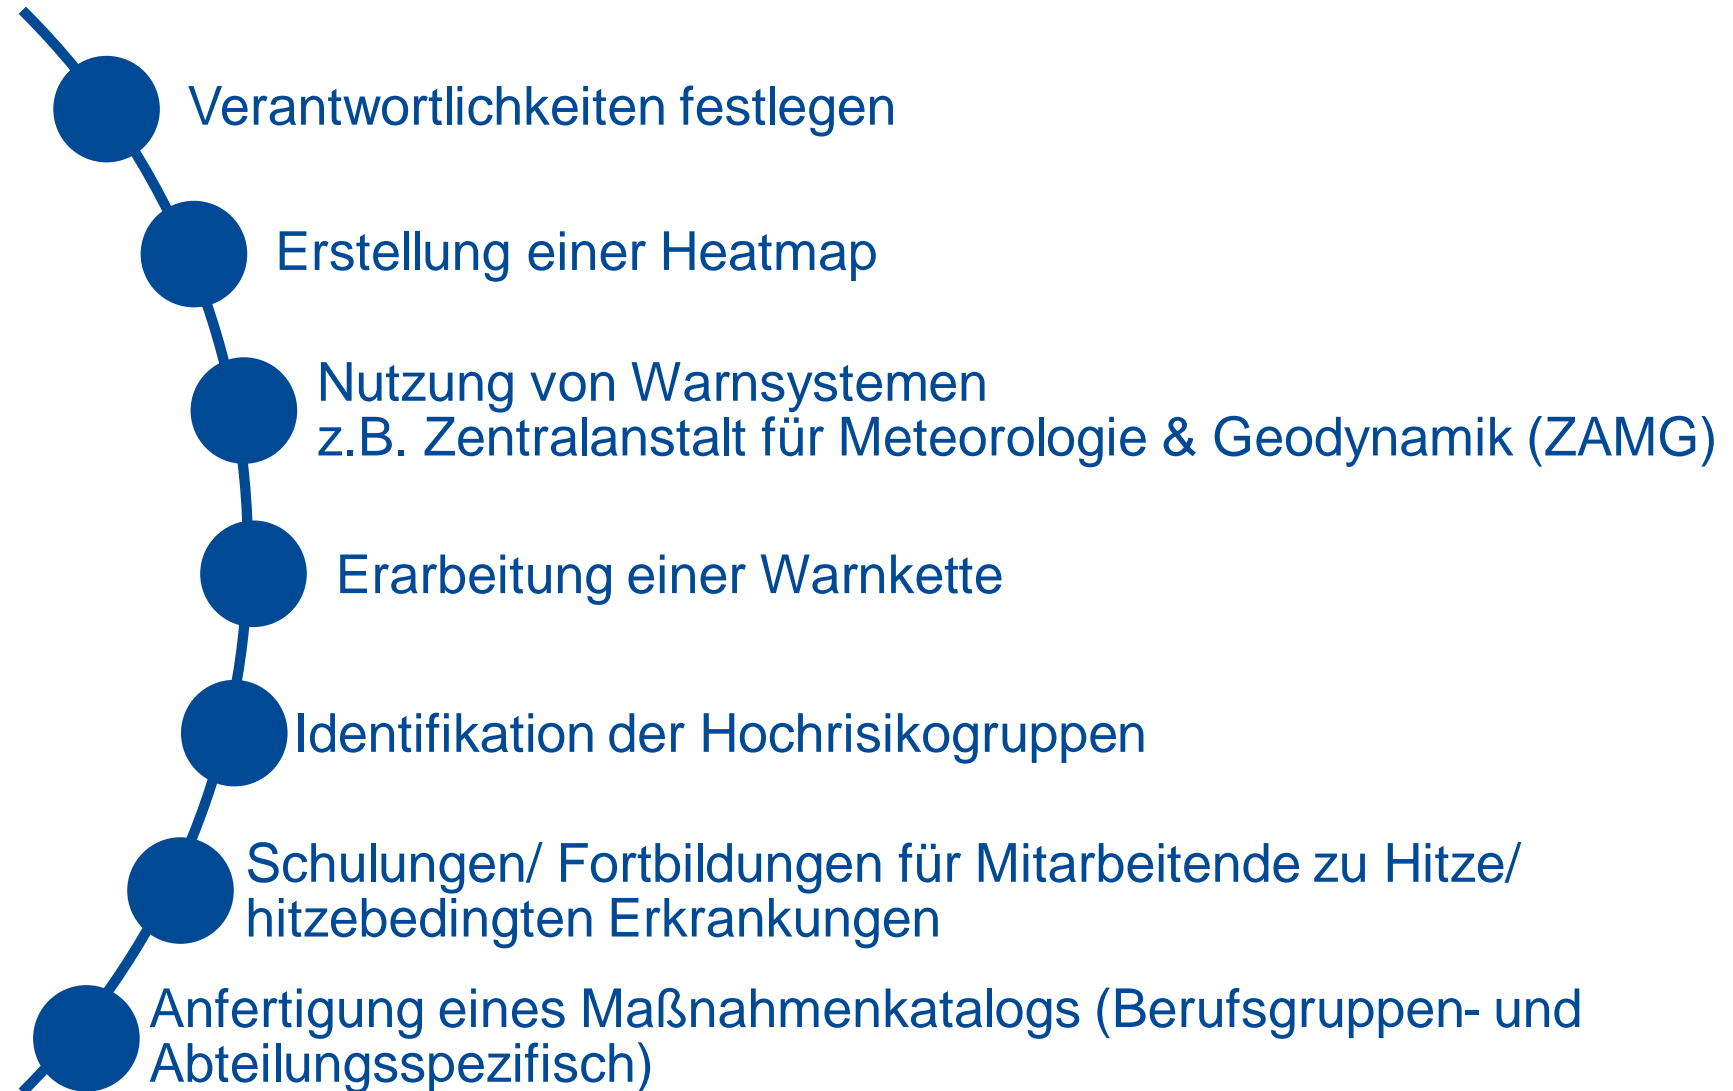 Verantwortlichkeiten festlegen
Erstellung einer Heatmap
Nutzung von Warnsystemen
z.B. Zentralanstalt für Meteorologie & Geodynamik (ZAMG)
Erarbeitung einer Warnkette
Identifikation der Hochrisikogruppen
Schulungen/ Fortbildungen für Mitarbeitende zu Hitze/
hitzebedingten Erkrankungen
Anfertigung eines Maßnahmenkatalogs (Berufsgruppen- und
Abteilungsspezifisch)